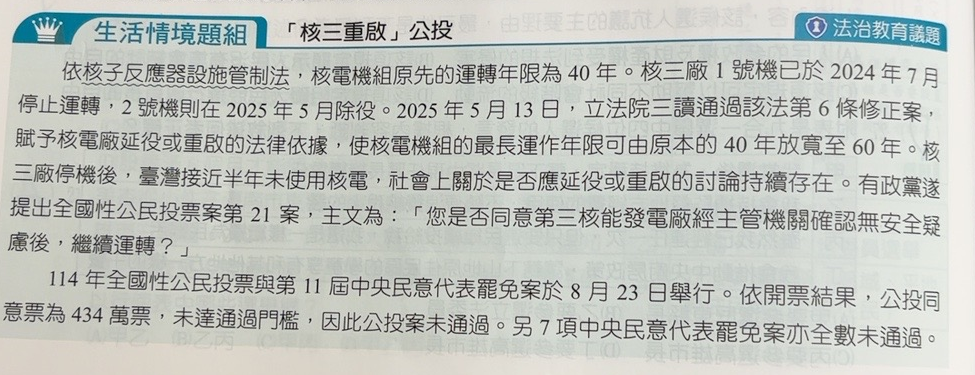 生活情境題組 「核三重啟」公投 法治教育議題
依核子反應器設施管制法，核電機組原先的運轉年限為 40 年。核三廠 1 號機已於 2024 年 7 月
停止運轉，2 號機則在 2025 年 5 月除役。2025 年 5 月 13 日，立法院三讀通過該法第 6 條修正案，
賦予核電廠延役或重啟的法律依據，使核電機組的最長運作年限可由原本的 40 年放寬至 60 年。核
三廠停機後，臺灣接近半年未使用核電，社會上關於是否應延役或重啟的討論持續存在。有政黨遂
提出全國性公民投票案第 21 案，主文為：「您是否同意第三核能發電廠經主管機關確認無安全疑
慮後，繼續運轉？」
114 年全國性公民投票與第 11 屆中央民意代表罷免案於 8 月 23 日舉行。依開票結果，公投同
意票為 434 萬票，未達通過門檻，因此公投案未通過。另 7 項中央民意代表罷免案亦全數未通過。